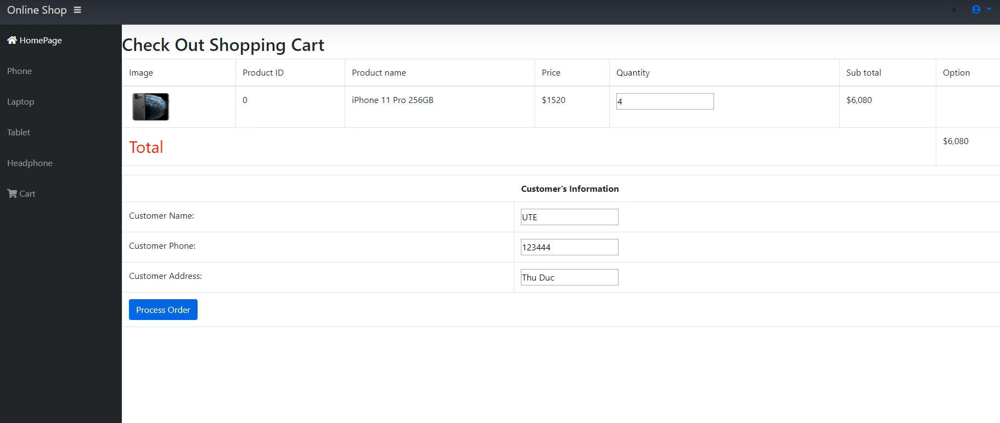 Online Shop
HomePage
Phone
Laptop
Tablet
Headphone
Cart
Check Out Shopping Cart
Image Product ID Product name Price Quantity Sub total Option
0 iPhone 11 Pro 256GB $1520 4 $6,080
Total $6,080
Customer's Information
Customer Name: UTE
Customer Phone: 123444
Customer Address: Thu Duc
Process Order